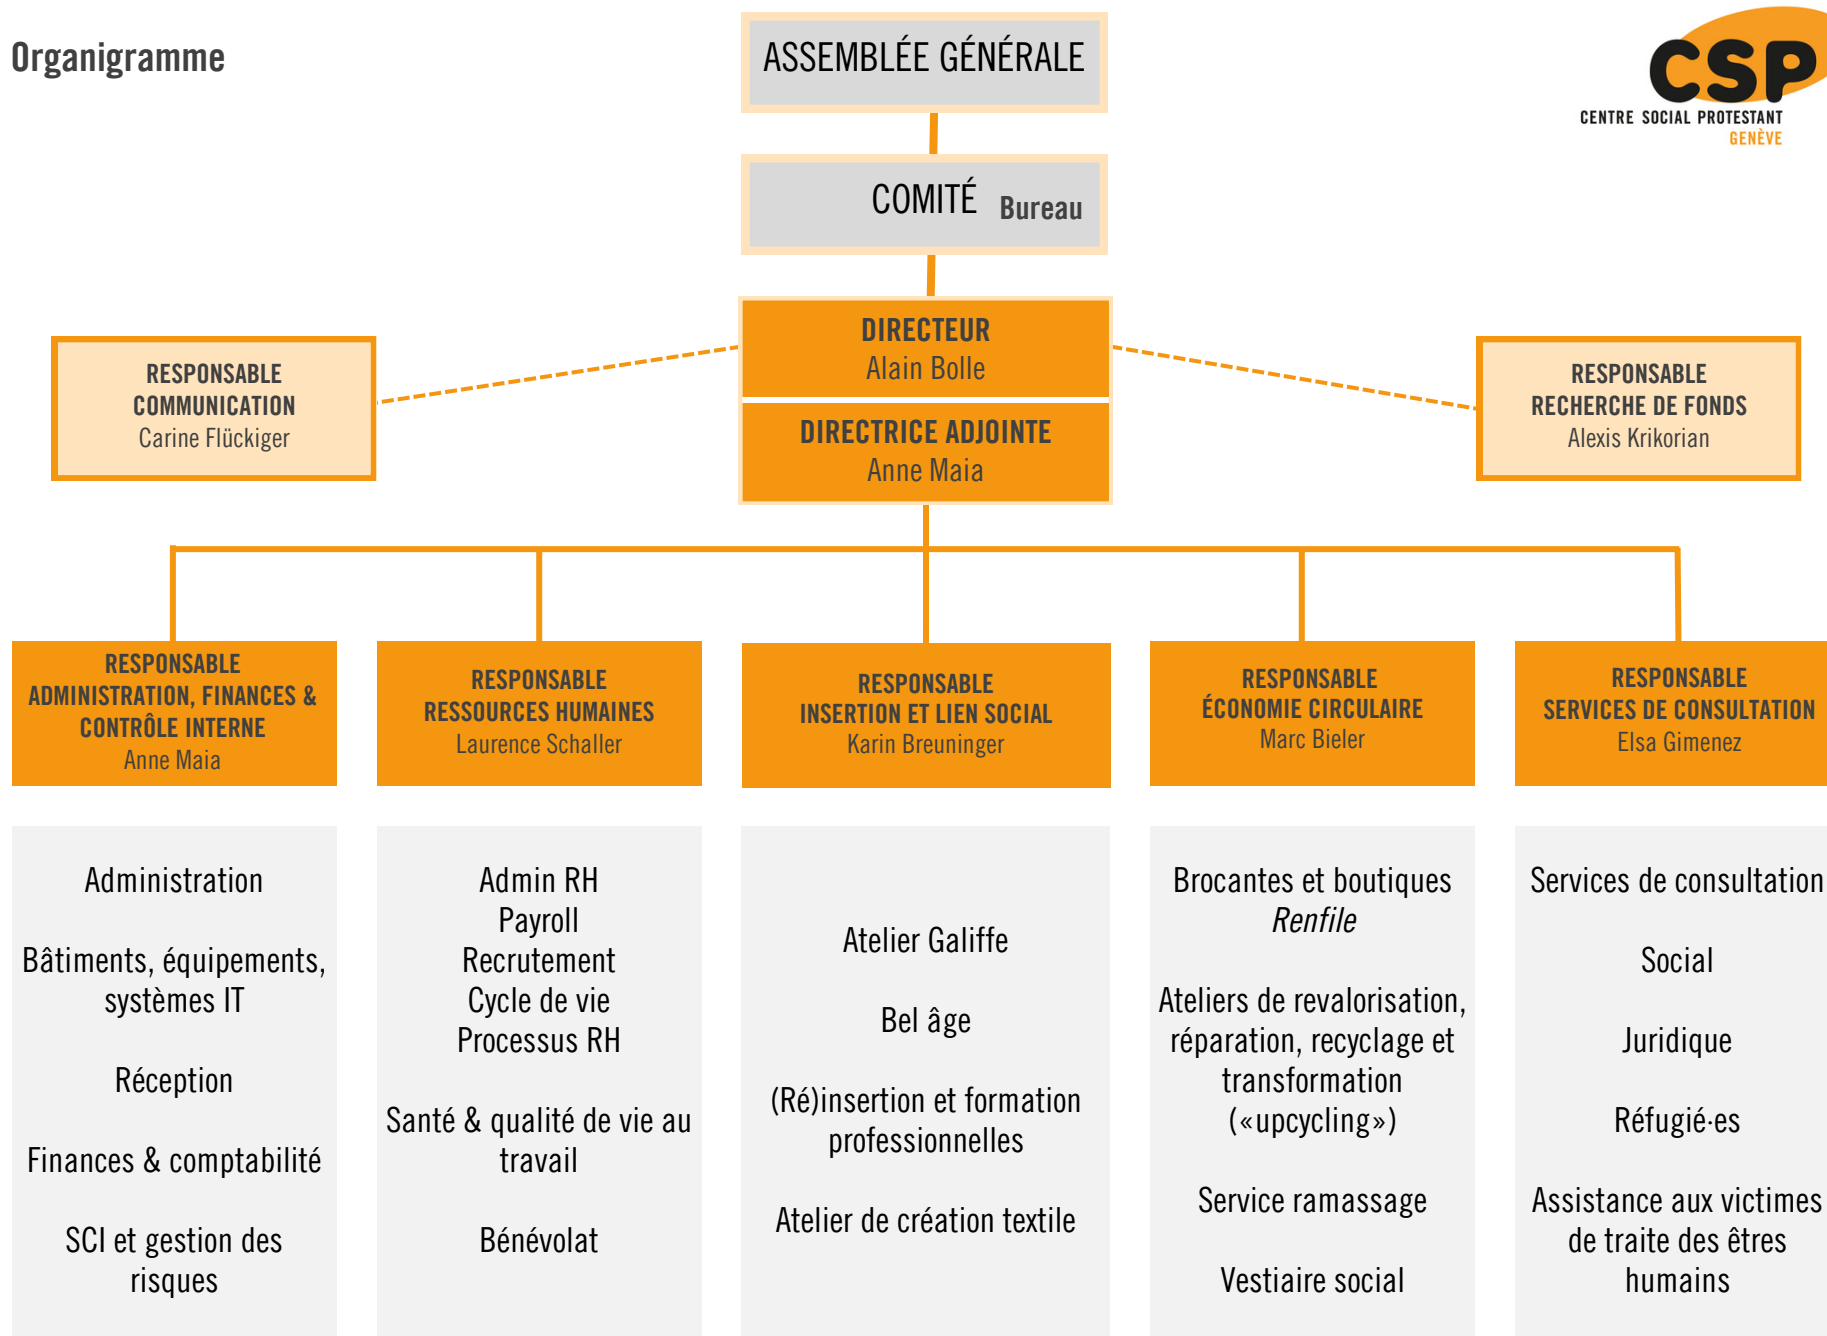 Organigramme
ASSEMBLÉE GÉNÉRALE
CSP
CENTRE SOCIAL PROTESTANT
GENÈVE
COMITÉ Bureau
DIRECTEUR
Alain Bolle
DIRECTRICE ADJOINTE
Anne Maia
RESPONSABLE
COMMUNICATION
Carine Flückiger
RESPONSABLE
RECHERCHE DE FONDS
Alexis Krikorian
RESPONSABLE
ADMINISTRATION, FINANCES &
CONTRÔLE INTERNE
Anne Maia
RESPONSABLE
RESSOURCES HUMAINES
Laurence Schaller
RESPONSABLE
INSERTION ET LIEN SOCIAL
Karin Breuninger
RESPONSABLE
ÉCONOMIE CIRCULAIRE
Marc Bieler
RESPONSABLE
SERVICES DE CONSULTATION
Elsa Gimenez
Administration
Bâtiments, équipements,
systèmes IT
Réception
Finances & comptabilité
SCI et gestion des
risques
Admin RH
Payroll
Recrutement
Cycle de vie
Processus RH
Santé & qualité de vie au
travail
Bénévolat
Atelier Galiffe
Bel âge
(Ré)insertion et formation
professionnelles
Atelier de création textile
Brocantes et boutiques
Renfile
Ateliers de revalorisation,
réparation, recyclage et
transformation
(«upcycling»)
Service ramassage
Vestiaire social
Services de consultation
Social
Juridique
Réfugié·es
Assistance aux victimes
de traite des êtres
humains